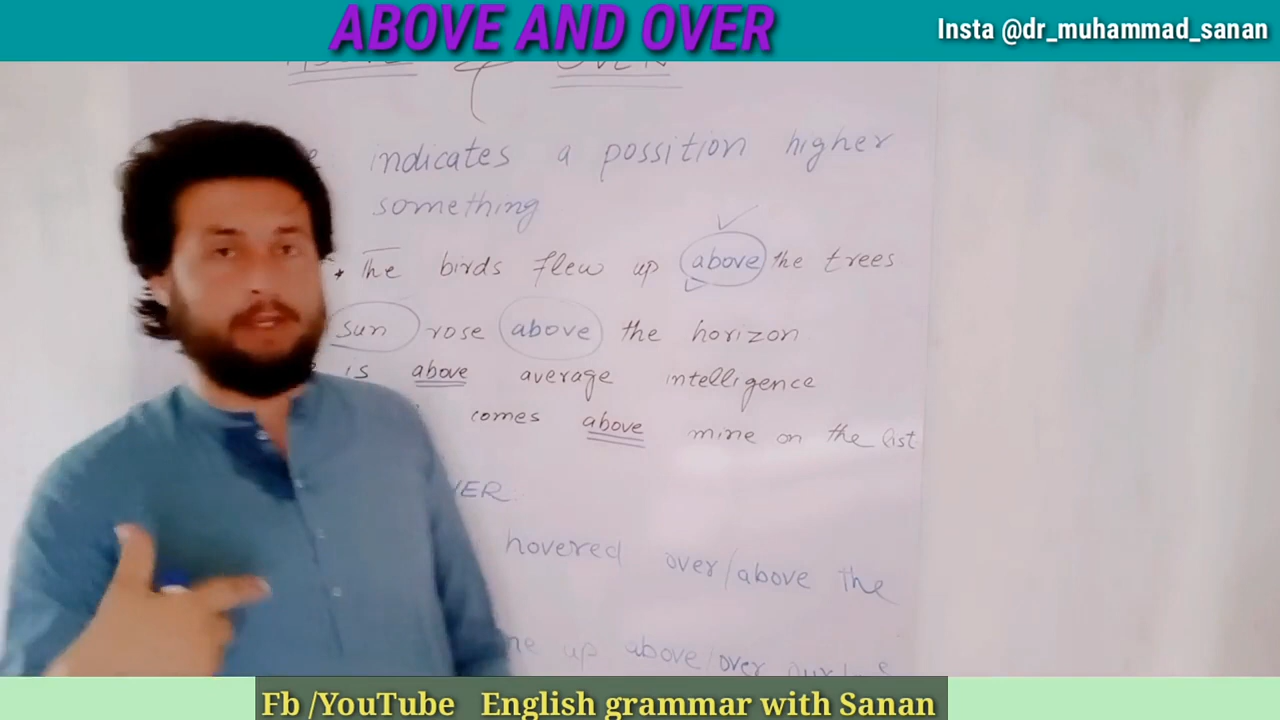 ABOVE AND OVER
Insta @dr_muhammad_sanan
indicates a possition higher
something
* The birds flew up above the trees
sun rose above the horizon
is above average intelligence
comes above mine on the list
hovered over/above the
up above/over
Fb /YouTube English grammar with Sanan